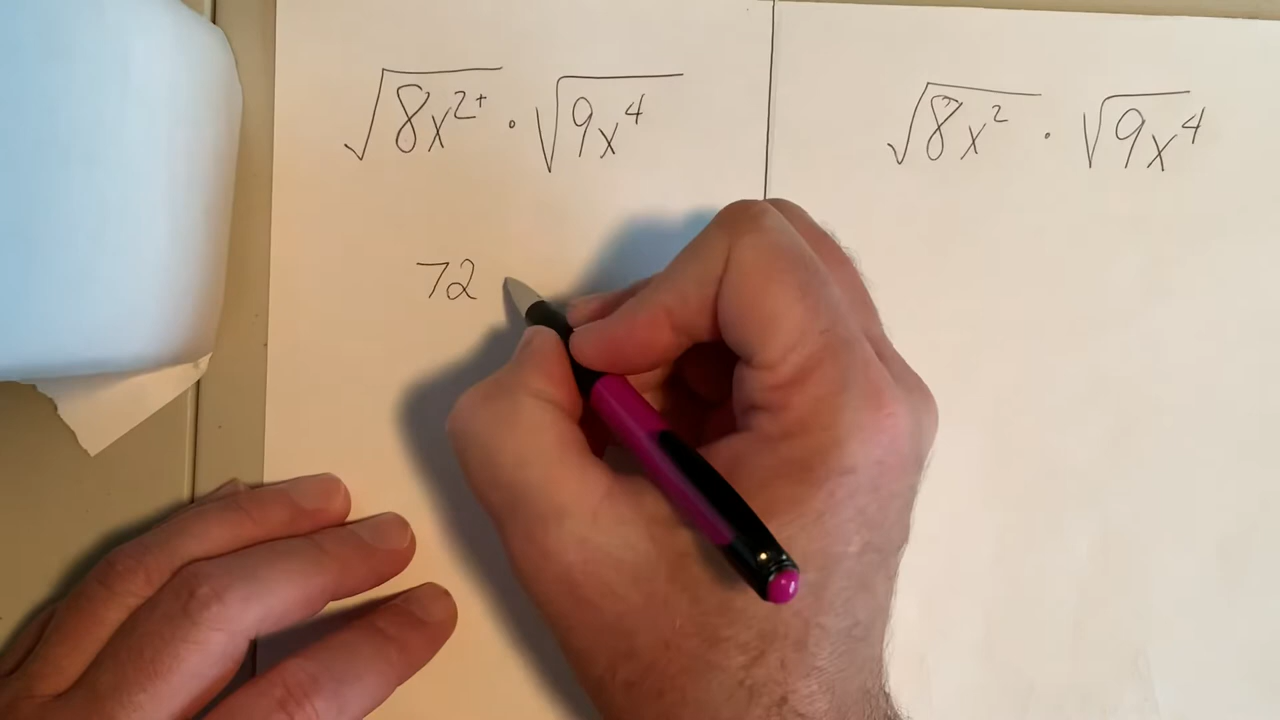 √8x²⁺ · √9x⁴
72
√8x² · √9x⁴